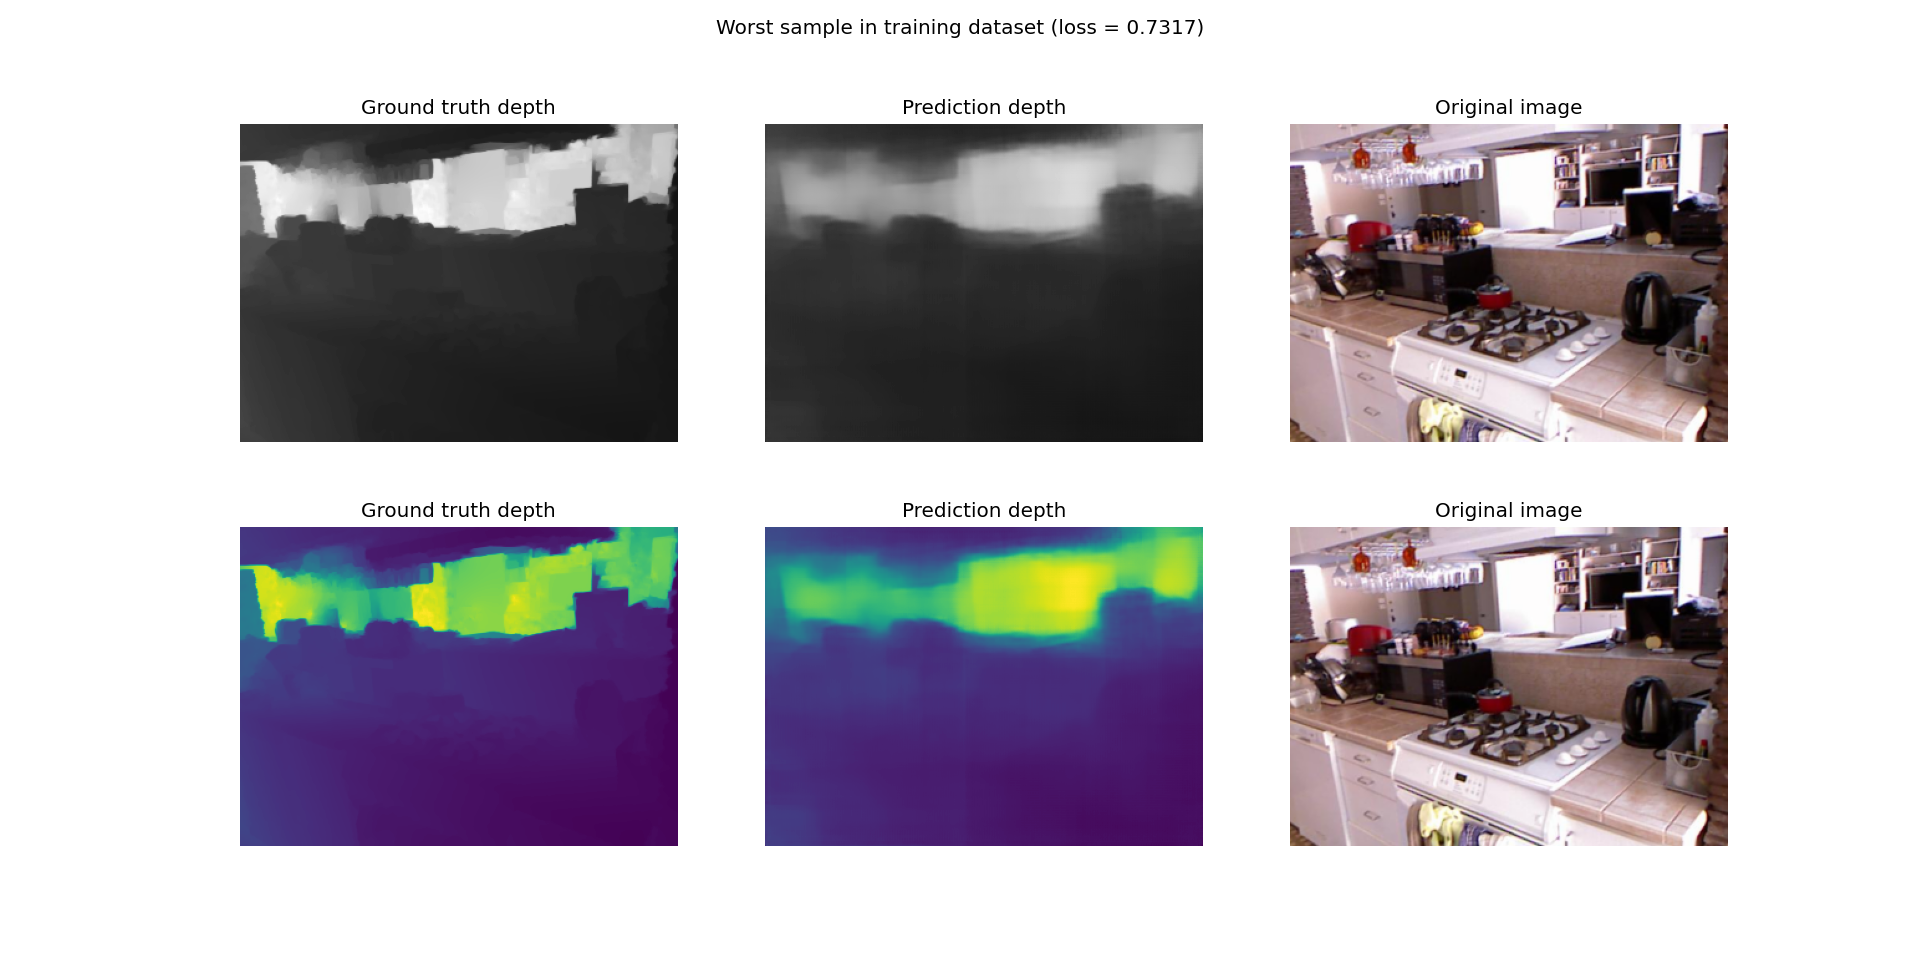 Worst sample in training dataset (loss = 0.7317)
Ground truth depth
Prediction depth
Original image
Ground truth depth
Prediction depth
Original image